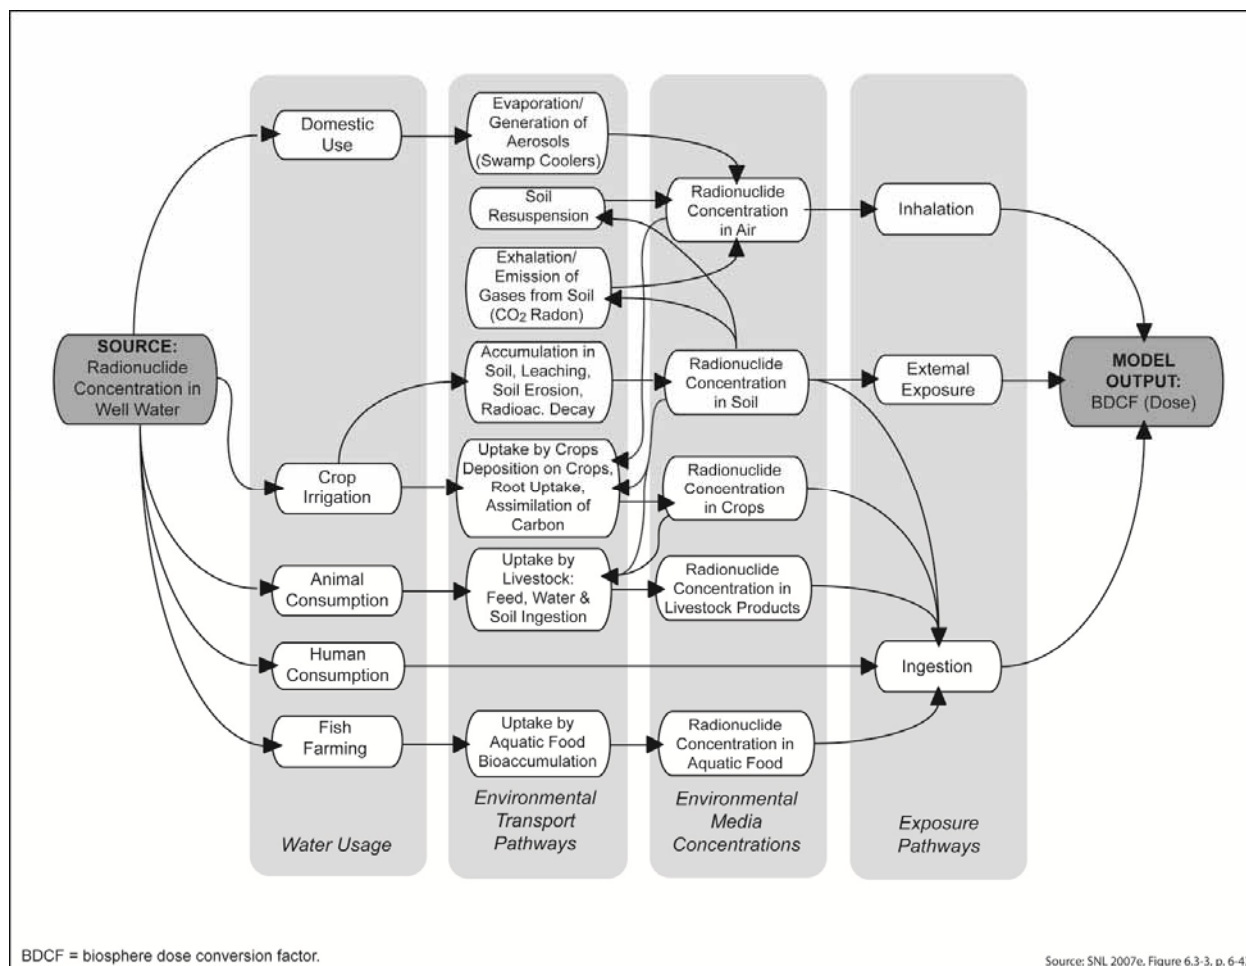 SOURCE:
Radionuclide
Concentration in
Well Water
Domestic
Use
Crop
Irrigation
Animal
Consumption
Human
Consumption
Fish
Farming
Water Usage
Evaporation/
Generation of
Aerosols
(Swamp Coolers)
Soil
Resuspension
Exhalation/
Emission of
Gases from Soil
(CO2 Radon)
Accumulation in
Soil, Leaching,
Soil Erosion,
Radioac. Decay
Uptake by Crops
Deposition on Crops,
Root Uptake,
Assimilation of
Carbon
Uptake by
Livestock:
Feed, Water &
Soil Ingestion
Uptake by
Aquatic Food
Bioaccumulation
Environmental
Transport
Pathways
Radionuclide
Concentration
in Air
Radionuclide
Concentration
in Soil
Radionuclide
Concentration
in Crops
Radionuclide
Concentration in
Livestock Products
Radionuclide
Concentration in
Aquatic Food
Environmental
Media
Concentrations
Inhalation
External
Exposure
Ingestion
Exposure
Pathways
MODEL
OUTPUT:
BDCF (Dose)
BDCF = biosphere dose conversion factor.
Source: SNL 2007e, Figure 6.3-3, p. 6-4.